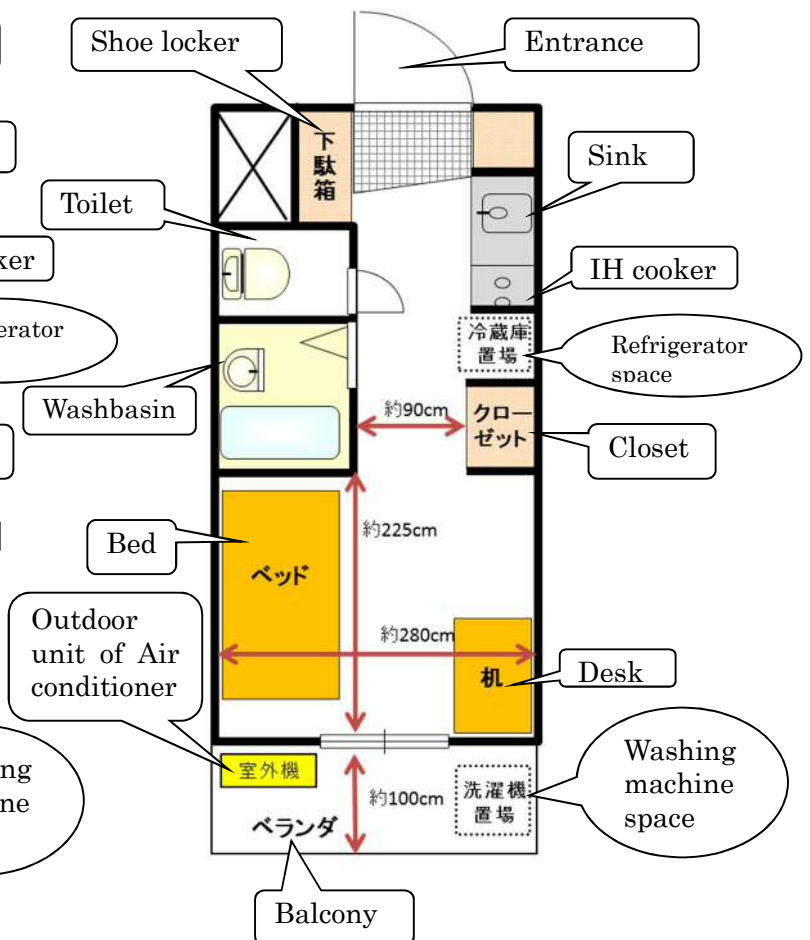 Shoe locker
Entrance
下駄箱
Sink
Toilet
ker
IH cooker
erator
冷蔵庫
置場
Refrigerator
space
Washbasin
約90cm
クロー
ゼット
Closet
約225cm
Bed
ベッド
Outdoor
unit of Air
conditioner
約280cm
机
Desk
ng
ne
室外機
約100cm
洗濯機
置場
Washing
machine
space
ベランダ
Balcony